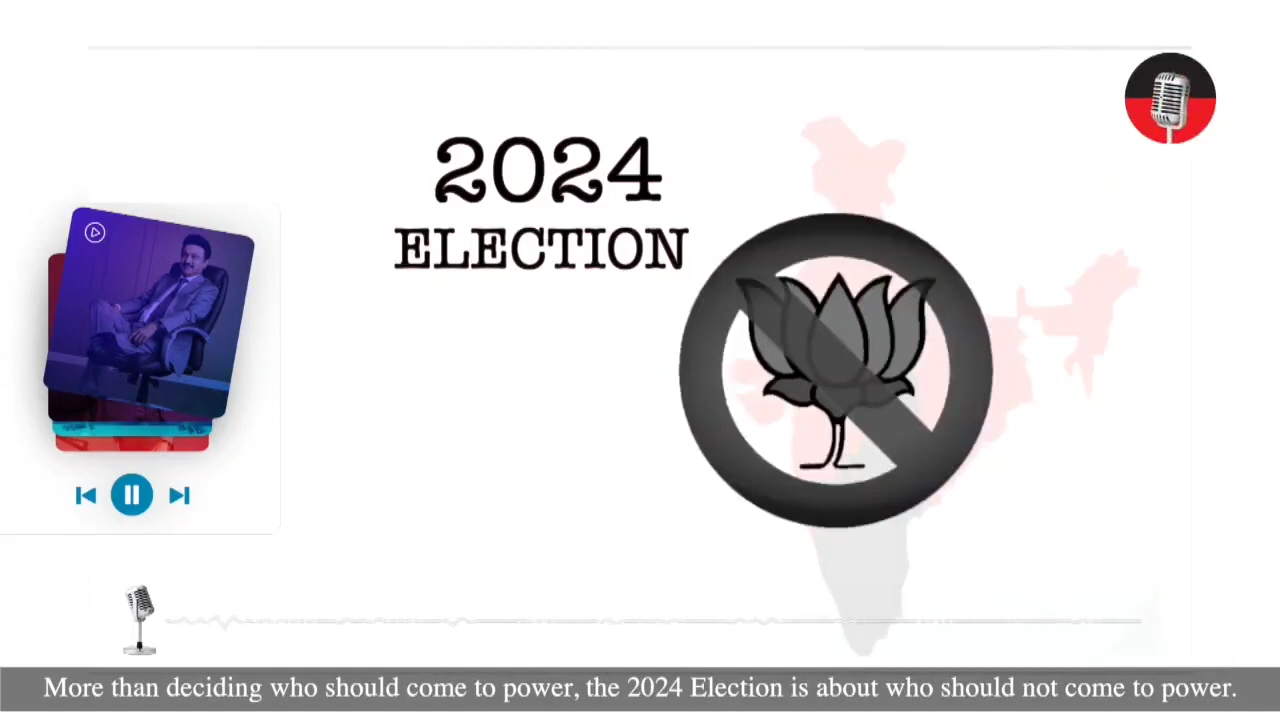 2024
ELECTION
More than deciding who should come to power, the 2024 Election is about who should not come to power.